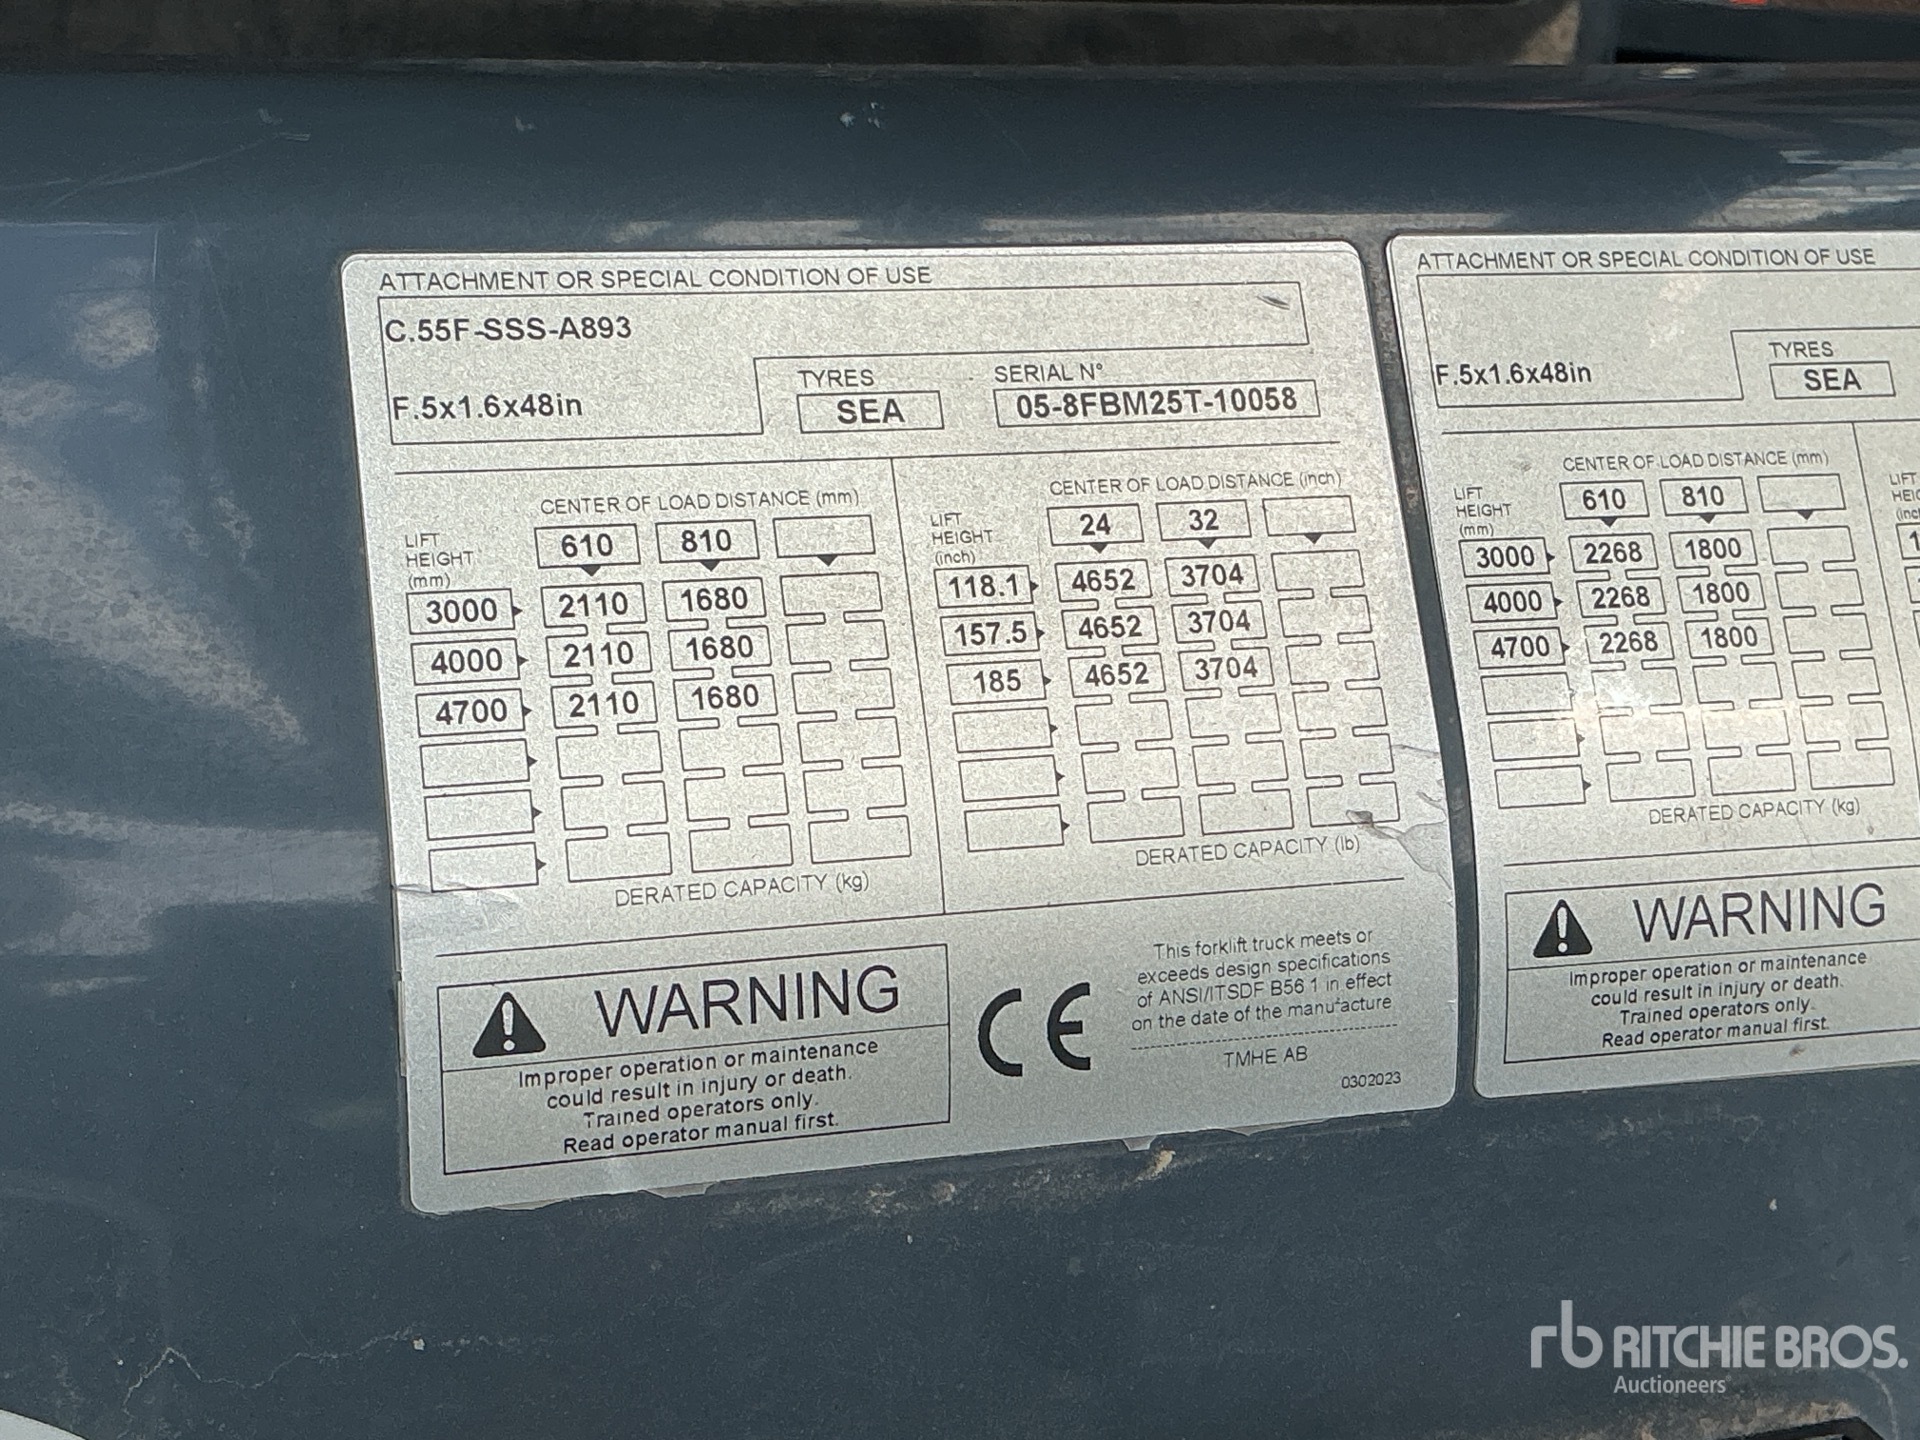 ATTACHMENT OR SPECIAL CONDITION OF USE
C.55F-SSS-A893
F.5x1.6x48in
TYRES
SEA
SERIAL N°
05-8FBM25T-10058
CENTER OF LOAD DISTANCE (mm)
LIFT
HEIGHT
(mm)
610 810
3000 2110 1680
4000 2110 1680
4700 2110 1680
DERATED CAPACITY (kg)
CENTER OF LOAD DISTANCE (inch)
LIFT
HEIGHT
(inch)
24 32
118.1 4652 3704
157.5 4652 3704
185 4652 3704
DERATED CAPACITY (lb)
WARNING
Improper operation or maintenance
could result in injury or death.
Trained operators only.
Read operator manual first.
CE
This forklift truck meets or
exceeds design specifications
of ANSI/ITSDF B56.1 in effect
on the date of the manufacture
TMHE AB
0302023
ATTACHMENT OR SPECIAL CONDITION OF USE
F.5x1.6x48in
TYRES
SEA
CENTER OF LOAD DISTANCE (mm)
LIFT
HEIGHT
(mm)
610 810
3000 2268 1800
4000 2268 1800
4700 2268 1800
DERATED CAPACITY (kg)
LIFT
WARNING
Improper operation or maintenance
could result in injury or death.
Trained operators only.
Read operator manual first.
rb RITCHIE BROS.
Auctioneers